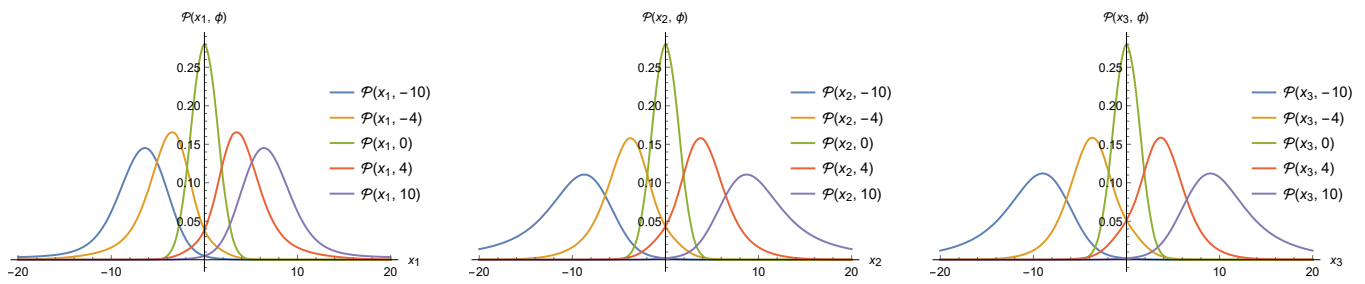 𝒫(x₁, ϕ)
0.25
0.20
0.15
0.10
0.05
−20
−10
0
10
20
x₁
𝒫(x₁, −10)
𝒫(x₁, −4)
𝒫(x₁, 0)
𝒫(x₁, 4)
𝒫(x₁, 10)
𝒫(x₂, ϕ)
0.25
0.20
0.15
0.10
0.05
−20
−10
0
10
20
x₂
𝒫(x₂, −10)
𝒫(x₂, −4)
𝒫(x₂, 0)
𝒫(x₂, 4)
𝒫(x₂, 10)
𝒫(x₃, ϕ)
0.25
0.20
0.15
0.10
0.05
−20
−10
0
10
20
x₃
𝒫(x₃, −10)
𝒫(x₃, −4)
𝒫(x₃, 0)
𝒫(x₃, 4)
𝒫(x₃, 10)